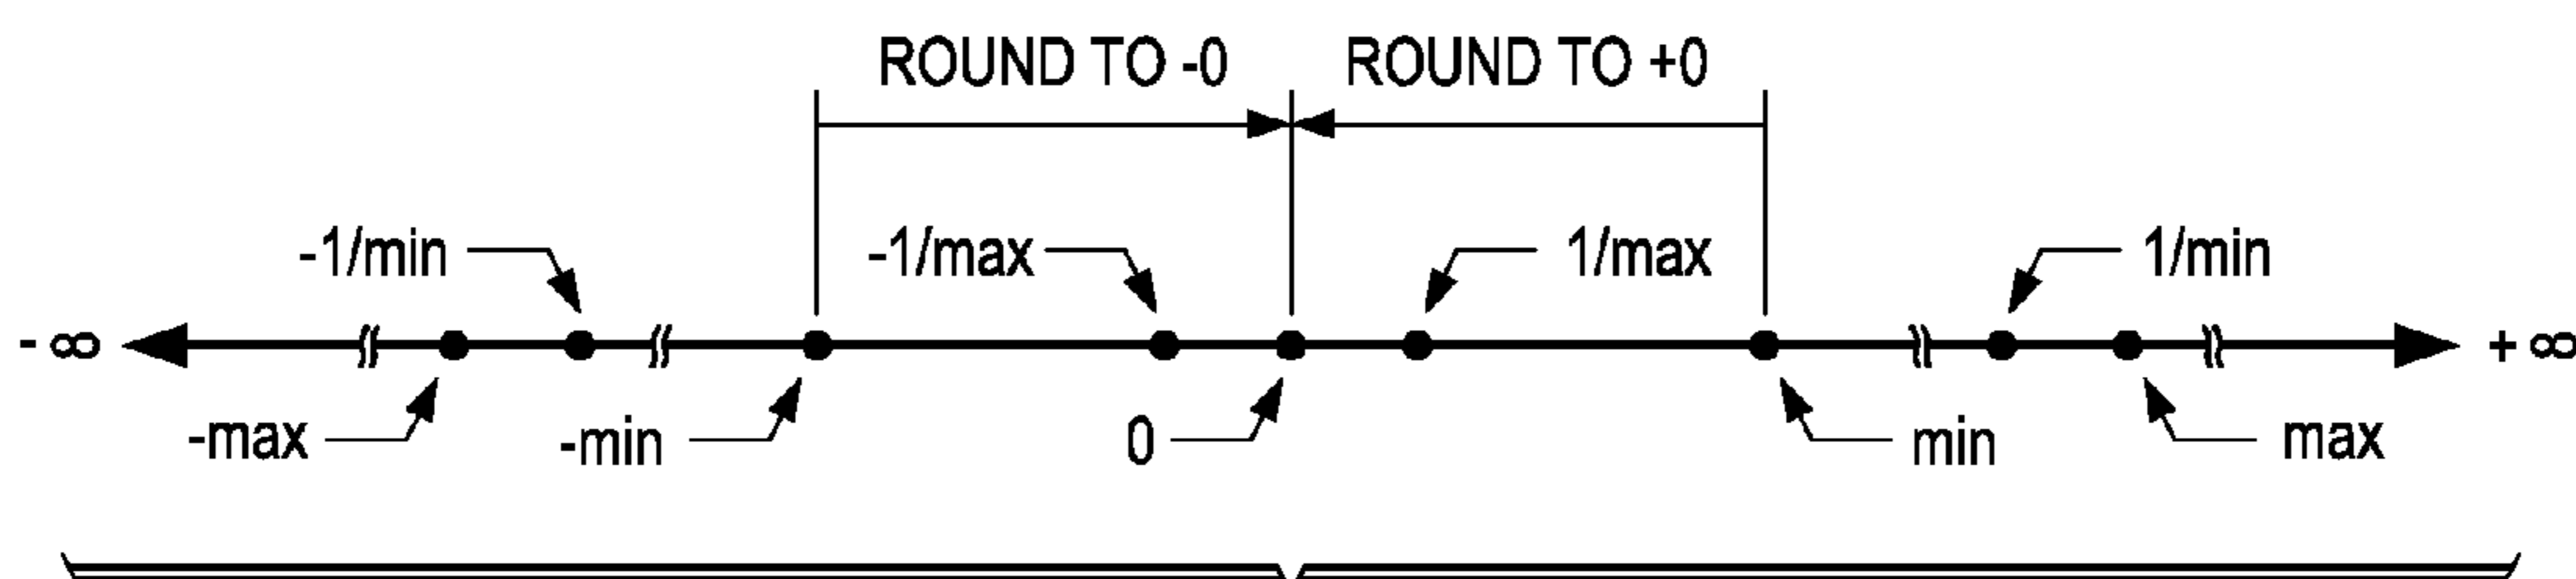 ROUND TO -0 ROUND TO +0
-1/min -1/max 1/max 1/min
- ∞ + ∞
-max -min 0 min max